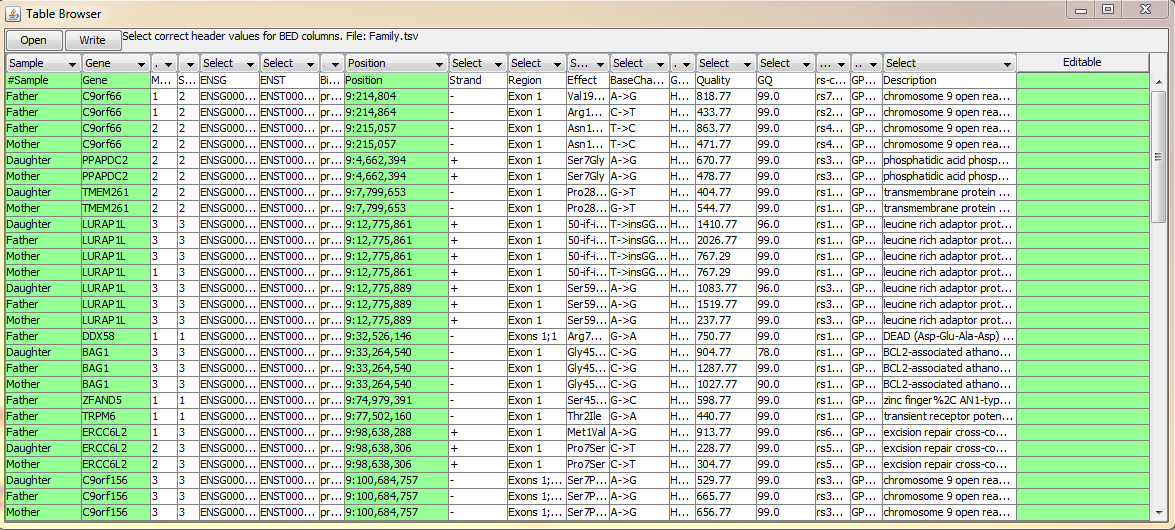 Table Browser
Open Write Select correct header values for BED columns. File: Family.tsv
Sample Gene . . Select Select . Position Select Select S... Select . Select Select ... .. Select Editable
#Sample Gene M... S... ENSG ENST Bi... Position Strand Region Effect BaseCha... G... Quality GQ rs-c... GP... Description
Father C9orf66 1 2 ENSG000... ENST000... pr... 9:214,804 - Exon 1 Val19... A->G H... 818.77 99.0 rs7... GP... chromosome 9 open rea...
Father C9orf66 1 2 ENSG000... ENST000... pr... 9:214,864 - Exon 1 Arg1... C->T H... 433.77 99.0 rs2... GP... chromosome 9 open rea...
Father C9orf66 2 2 ENSG000... ENST000... pr... 9:215,057 - Exon 1 Asn1... T->C H... 863.77 99.0 rs4... GP... chromosome 9 open rea...
Mother C9orf66 2 2 ENSG000... ENST000... pr... 9:215,057 - Exon 1 Asn1... T->C H... 471.77 99.0 rs4... GP... chromosome 9 open rea...
Daughter PPAPDC2 2 2 ENSG000... ENST000... pr... 9:4,662,394 + Exon 1 Ser7Gly A->G H... 670.77 99.0 rs3... GP... phosphatidic acid phosp...
Mother PPAPDC2 2 2 ENSG000... ENST000... pr... 9:4,662,394 + Exon 1 Ser7Gly A->G H... 478.77 99.0 rs3... GP... phosphatidic acid phosp...
Daughter TMEM261 2 2 ENSG000... ENST000... pr... 9:7,799,653 - Exon 1 Pro28... G->T H... 404.77 99.0 rs1... GP... transmembrane protein ...
Mother TMEM261 2 2 ENSG000... ENST000... pr... 9:7,799,653 - Exon 1 Pro28... G->T H... 544.77 99.0 rs1... GP... transmembrane protein ...
Daughter LURAP1L 3 3 ENSG000... ENST000... pr... 9:12,775,861 + Exon 1 50-if-i... T->insGG... H... 1410.77 96.0 rs1... GP... leucine rich adaptor prot...
Father LURAP1L 3 3 ENSG000... ENST000... pr... 9:12,775,861 + Exon 1 50-if-i... T->insGG... H... 2026.77 99.0 rs1... GP... leucine rich adaptor prot...
Mother LURAP1L 3 3 ENSG000... ENST000... pr... 9:12,775,861 + Exon 1 50-if-i... T->insGG... H... 767.29 99.0 rs1... GP... leucine rich adaptor prot...
Mother LURAP1L 1 3 ENSG000... ENST000... pr... 9:12,775,861 + Exon 1 50-if-i... T->insGG... H... 767.29 99.0 rs1... GP... leucine rich adaptor prot...
Daughter LURAP1L 3 3 ENSG000... ENST000... pr... 9:12,775,889 + Exon 1 Ser59... A->G H... 1083.77 96.0 rs3... GP... leucine rich adaptor prot...
Father LURAP1L 3 3 ENSG000... ENST000... pr... 9:12,775,889 + Exon 1 Ser59... A->G H... 1519.77 99.0 rs3... GP... leucine rich adaptor prot...
Mother LURAP1L 3 3 ENSG000... ENST000... pr... 9:12,775,889 + Exon 1 Ser59... A->G H... 237.77 99.0 rs3... GP... leucine rich adaptor prot...
Father DDX58 1 1 ENSG000... ENST000... pr... 9:32,526,146 - Exons 1;1 Arg7... G->A H... 750.77 99.0 rs1... GP... DEAD (Asp-Glu-Ala-Asp) ...
Daughter BAG1 3 3 ENSG000... ENST000... pr... 9:33,264,540 - Exon 1 Gly45... C->G H... 904.77 78.0 rs1... GP... BCL2-associated athano...
Father BAG1 3 3 ENSG000... ENST000... pr... 9:33,264,540 - Exon 1 Gly45... C->G H... 1287.77 99.0 rs1... GP... BCL2-associated athano...
Mother BAG1 3 3 ENSG000... ENST000... pr... 9:33,264,540 - Exon 1 Gly45... C->G H... 1027.77 90.0 rs1... GP... BCL2-associated athano...
Father ZFAND5 1 1 ENSG000... ENST000... pr... 9:74,979,391 - Exon 1 Ser45... G->C H... 598.77 99.0 rs1... GP... zinc finger%2C AN1-typ...
Father TRPM6 1 1 ENSG000... ENST000... pr... 9:77,502,160 - Exon 1 Thr2Ile G->A H... 440.77 99.0 rs1... GP... transient receptor poten...
Father ERCC6L2 1 3 ENSG000... ENST000... pr... 9:98,638,288 + Exon 1 Met1Val A->G H... 913.77 99.0 rs6... GP... excision repair cross-co...
Daughter ERCC6L2 2 3 ENSG000... ENST000... pr... 9:98,638,306 + Exon 1 Pro7Ser C->T H... 228.77 99.0 rs5... GP... excision repair cross-co...
Mother ERCC6L2 2 3 ENSG000... ENST000... pr... 9:98,638,306 + Exon 1 Pro7Ser C->T H... 304.77 99.0 rs5... GP... excision repair cross-co...
Daughter C9orf156 3 3 ENSG000... ENST000... pr... 9:100,684,757 - Exons 1;... Ser7P... A->G H... 529.77 99.0 rs3... GP... chromosome 9 open rea...
Father C9orf156 3 3 ENSG000... ENST000... pr... 9:100,684,757 - Exons 1;... Ser7P... A->G H... 665.77 99.0 rs3... GP... chromosome 9 open rea...
Mother C9orf156 3 3 ENSG000... ENST000... pr... 9:100,684,757 - Exons 1;... Ser7P... A->G H... 656.77 99.0 rs3... GP... chromosome 9 open rea...